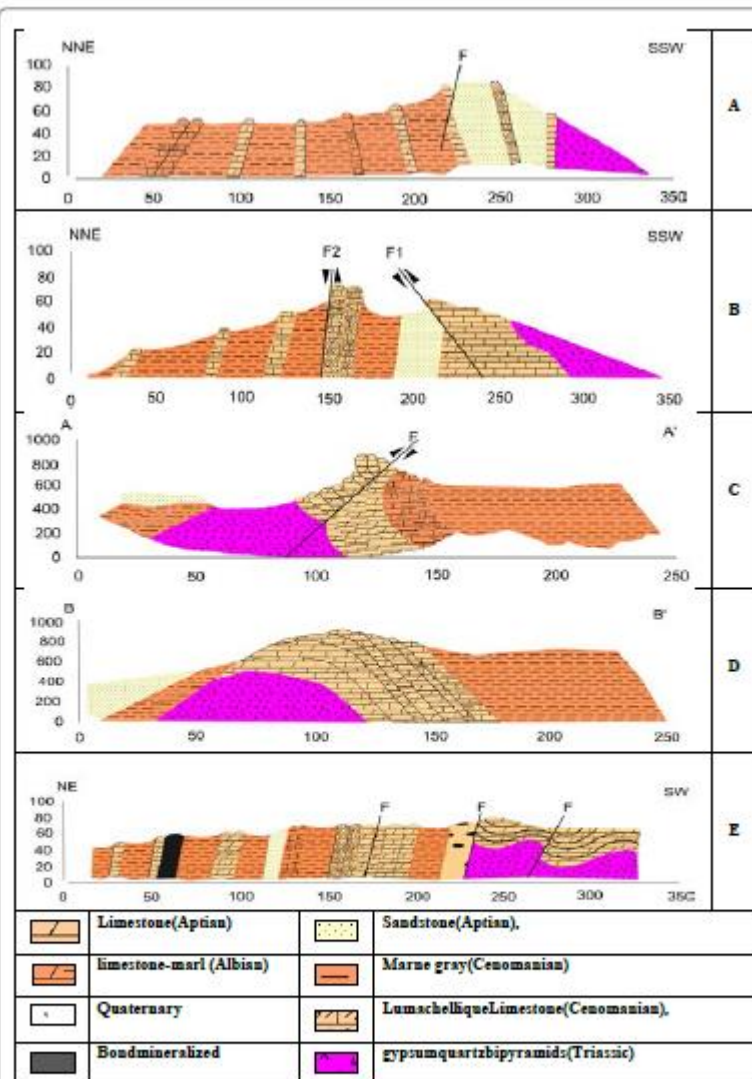 NNE SSW
F
100
80
60
40
20
0
0 50 100 150 200 250 300 350
A
NNE SSW
F2 F1
100
80
60
40
20
0
0 50 100 150 200 250 300 350
B
A A'
F
1000
800
600
400
200
0
0 50 100 150 200 250
C
B B'
1000
800
600
400
200
0
0 50 100 150 200 250
D
NE SW
F F F
100
80
60
40
20
0
0 50 100 150 200 250 300 350
E
Limestone(Aptian) Sandstone(Aptian),
limestone-marl (Albian) Marne gray(Cenomanian)
Quaternary LumachelliqueLimestone(Cenomanian),
Bondmineralized gypsumquartzbipyramids(Triassic)